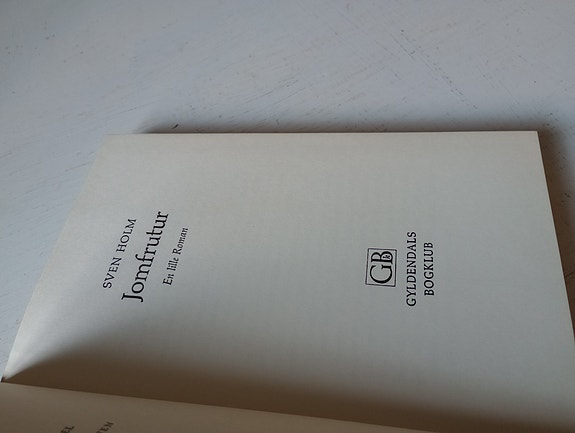 SVEN HOLM
Jomfrutur
En lille Roman
GB
GYLDENDALS
BOGKLUB